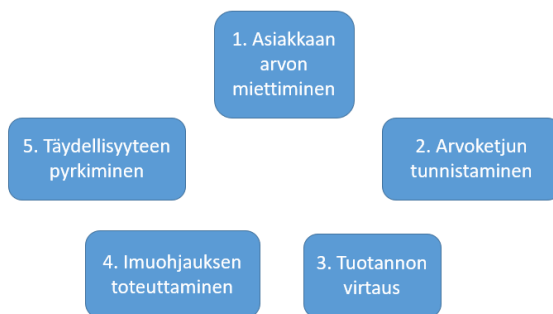 1. Asiakkaan
arvon
miettiminen
2. Arvoketjun
tunnistaminen
3. Tuotannon
virtaus
4. Imuohjauksen
toteuttaminen
5. Täydellisyyteen
pyrkiminen